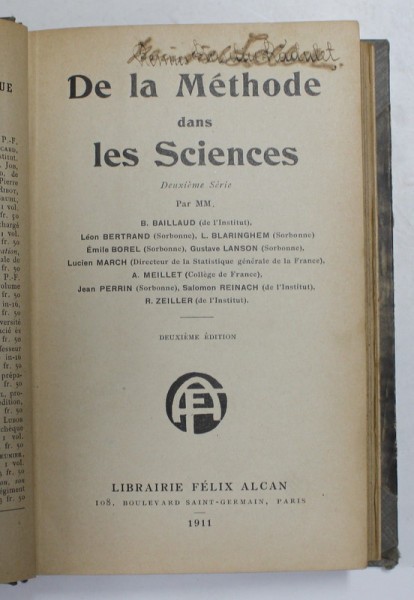 De la Méthode
dans
les Sciences
Deuxième Série
Par MM.
B. BAILLAUD (de l'Institut),
Léon BERTRAND (Sorbonne), L. BLARINGHEM (Sorbonne)
Émile BOREL (Sorbonne), Gustave LANSON (Sorbonne),
Lucien MARCH (Directeur de la Statistique générale de la France),
A. MEILLET (Collège de France),
Jean PERRIN (Sorbonne), Salomon REINACH (de l'Institut),
R. ZEILLER (de l'Institut).
DEUXIÈME ÉDITION
LIBRAIRIE FÉLIX ALCAN
108, BOULEVARD SAINT-GERMAIN, PARIS
1911